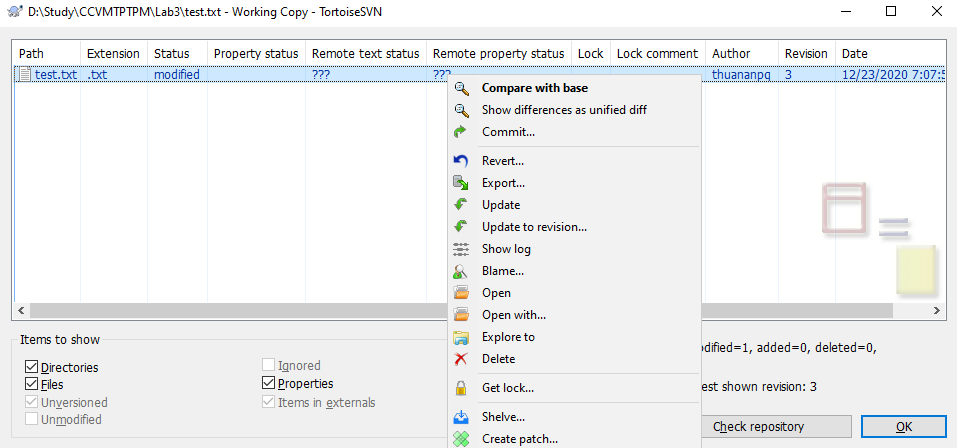 D:\Study\CCVMTPTPM\Lab3\test.txt - Working Copy - TortoiseSVN
Path Extension Status Property status Remote text status Remote property status Lock Lock comment Author Revision Date
test.txt .txt modified ??? ??? thuananpq 3 12/23/2020 7:07:5
Compare with base
Show differences as unified diff
Commit...
Revert...
Export...
Update
Update to revision...
Show log
Blame...
Open
Open with...
Explore to
Delete
Get lock...
Shelve...
Create patch...
Items to show
Directories
Files
Unversioned
Unmodified
Ignored
Properties
Items in externals
odified=1, added=0, deleted=0,
est shown revision: 3
Check repository
OK